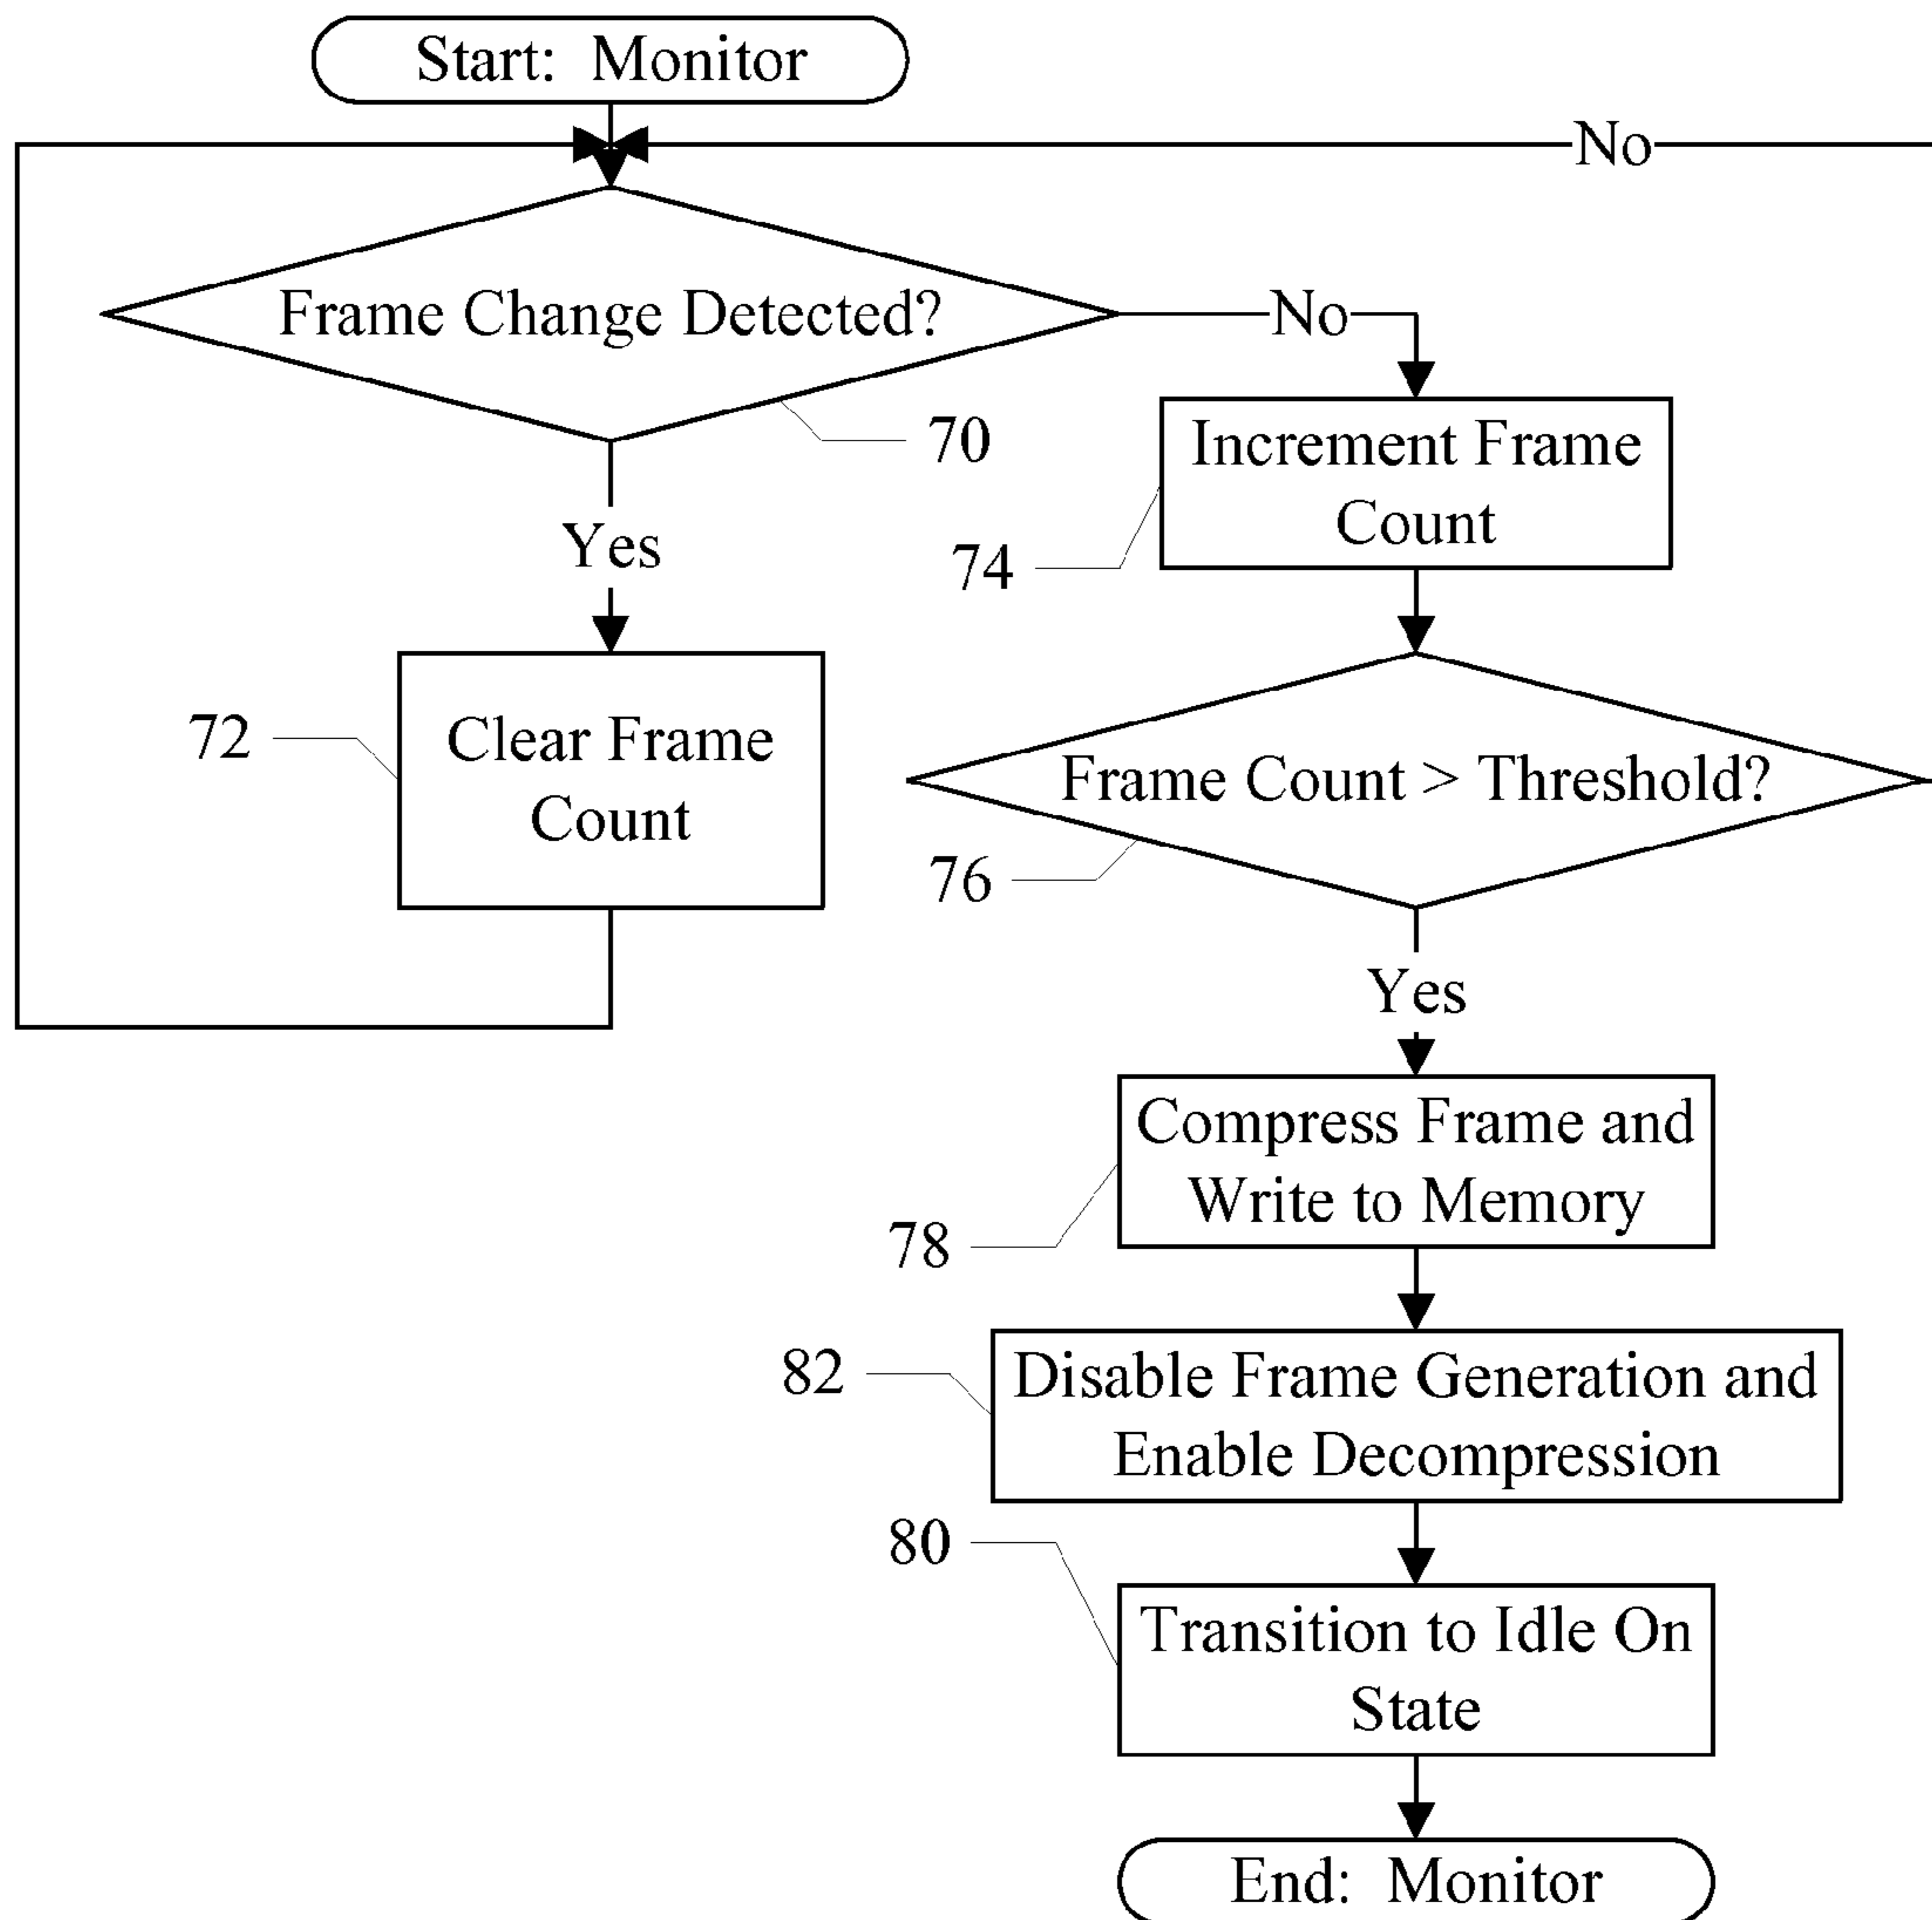 Start: Monitor
No
Frame Change Detected?
No
70
Increment Frame
Count
74
Yes
Clear Frame
Count
72
Frame Count > Threshold?
76
Yes
Compress Frame and
Write to Memory
78
Disable Frame Generation and
Enable Decompression
82
80
Transition to Idle On
State
End: Monitor